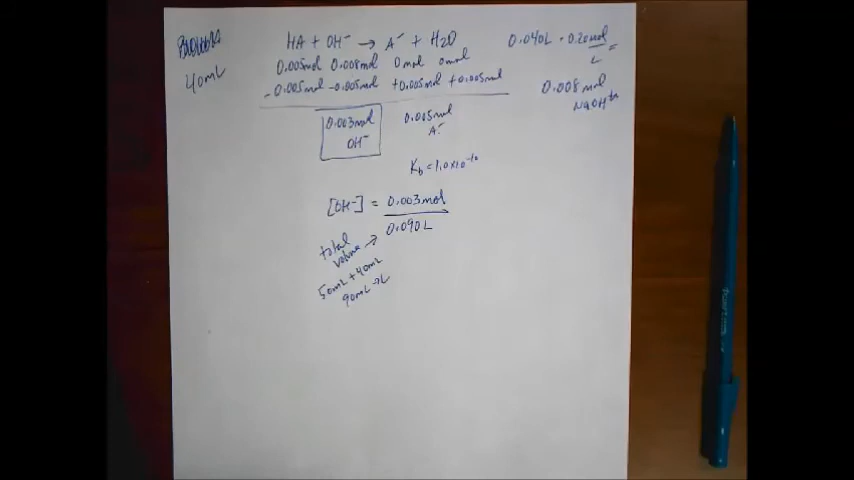 40mL
HA + OH⁻ → A⁻ + H2O
0.005mol 0.008mol 0mol 0mol
-0.005mol -0.005mol +0.005mol +0.005mol
0.003mol
OH⁻
0.005mol
A⁻
Kb = 1.0x10⁻¹⁰
0.040L · 0.20mol =
L
0.008mol
NaOH
[OH⁻] = 0.003mol
0.090L
total
volume →
50mL + 40mL
90mL → L